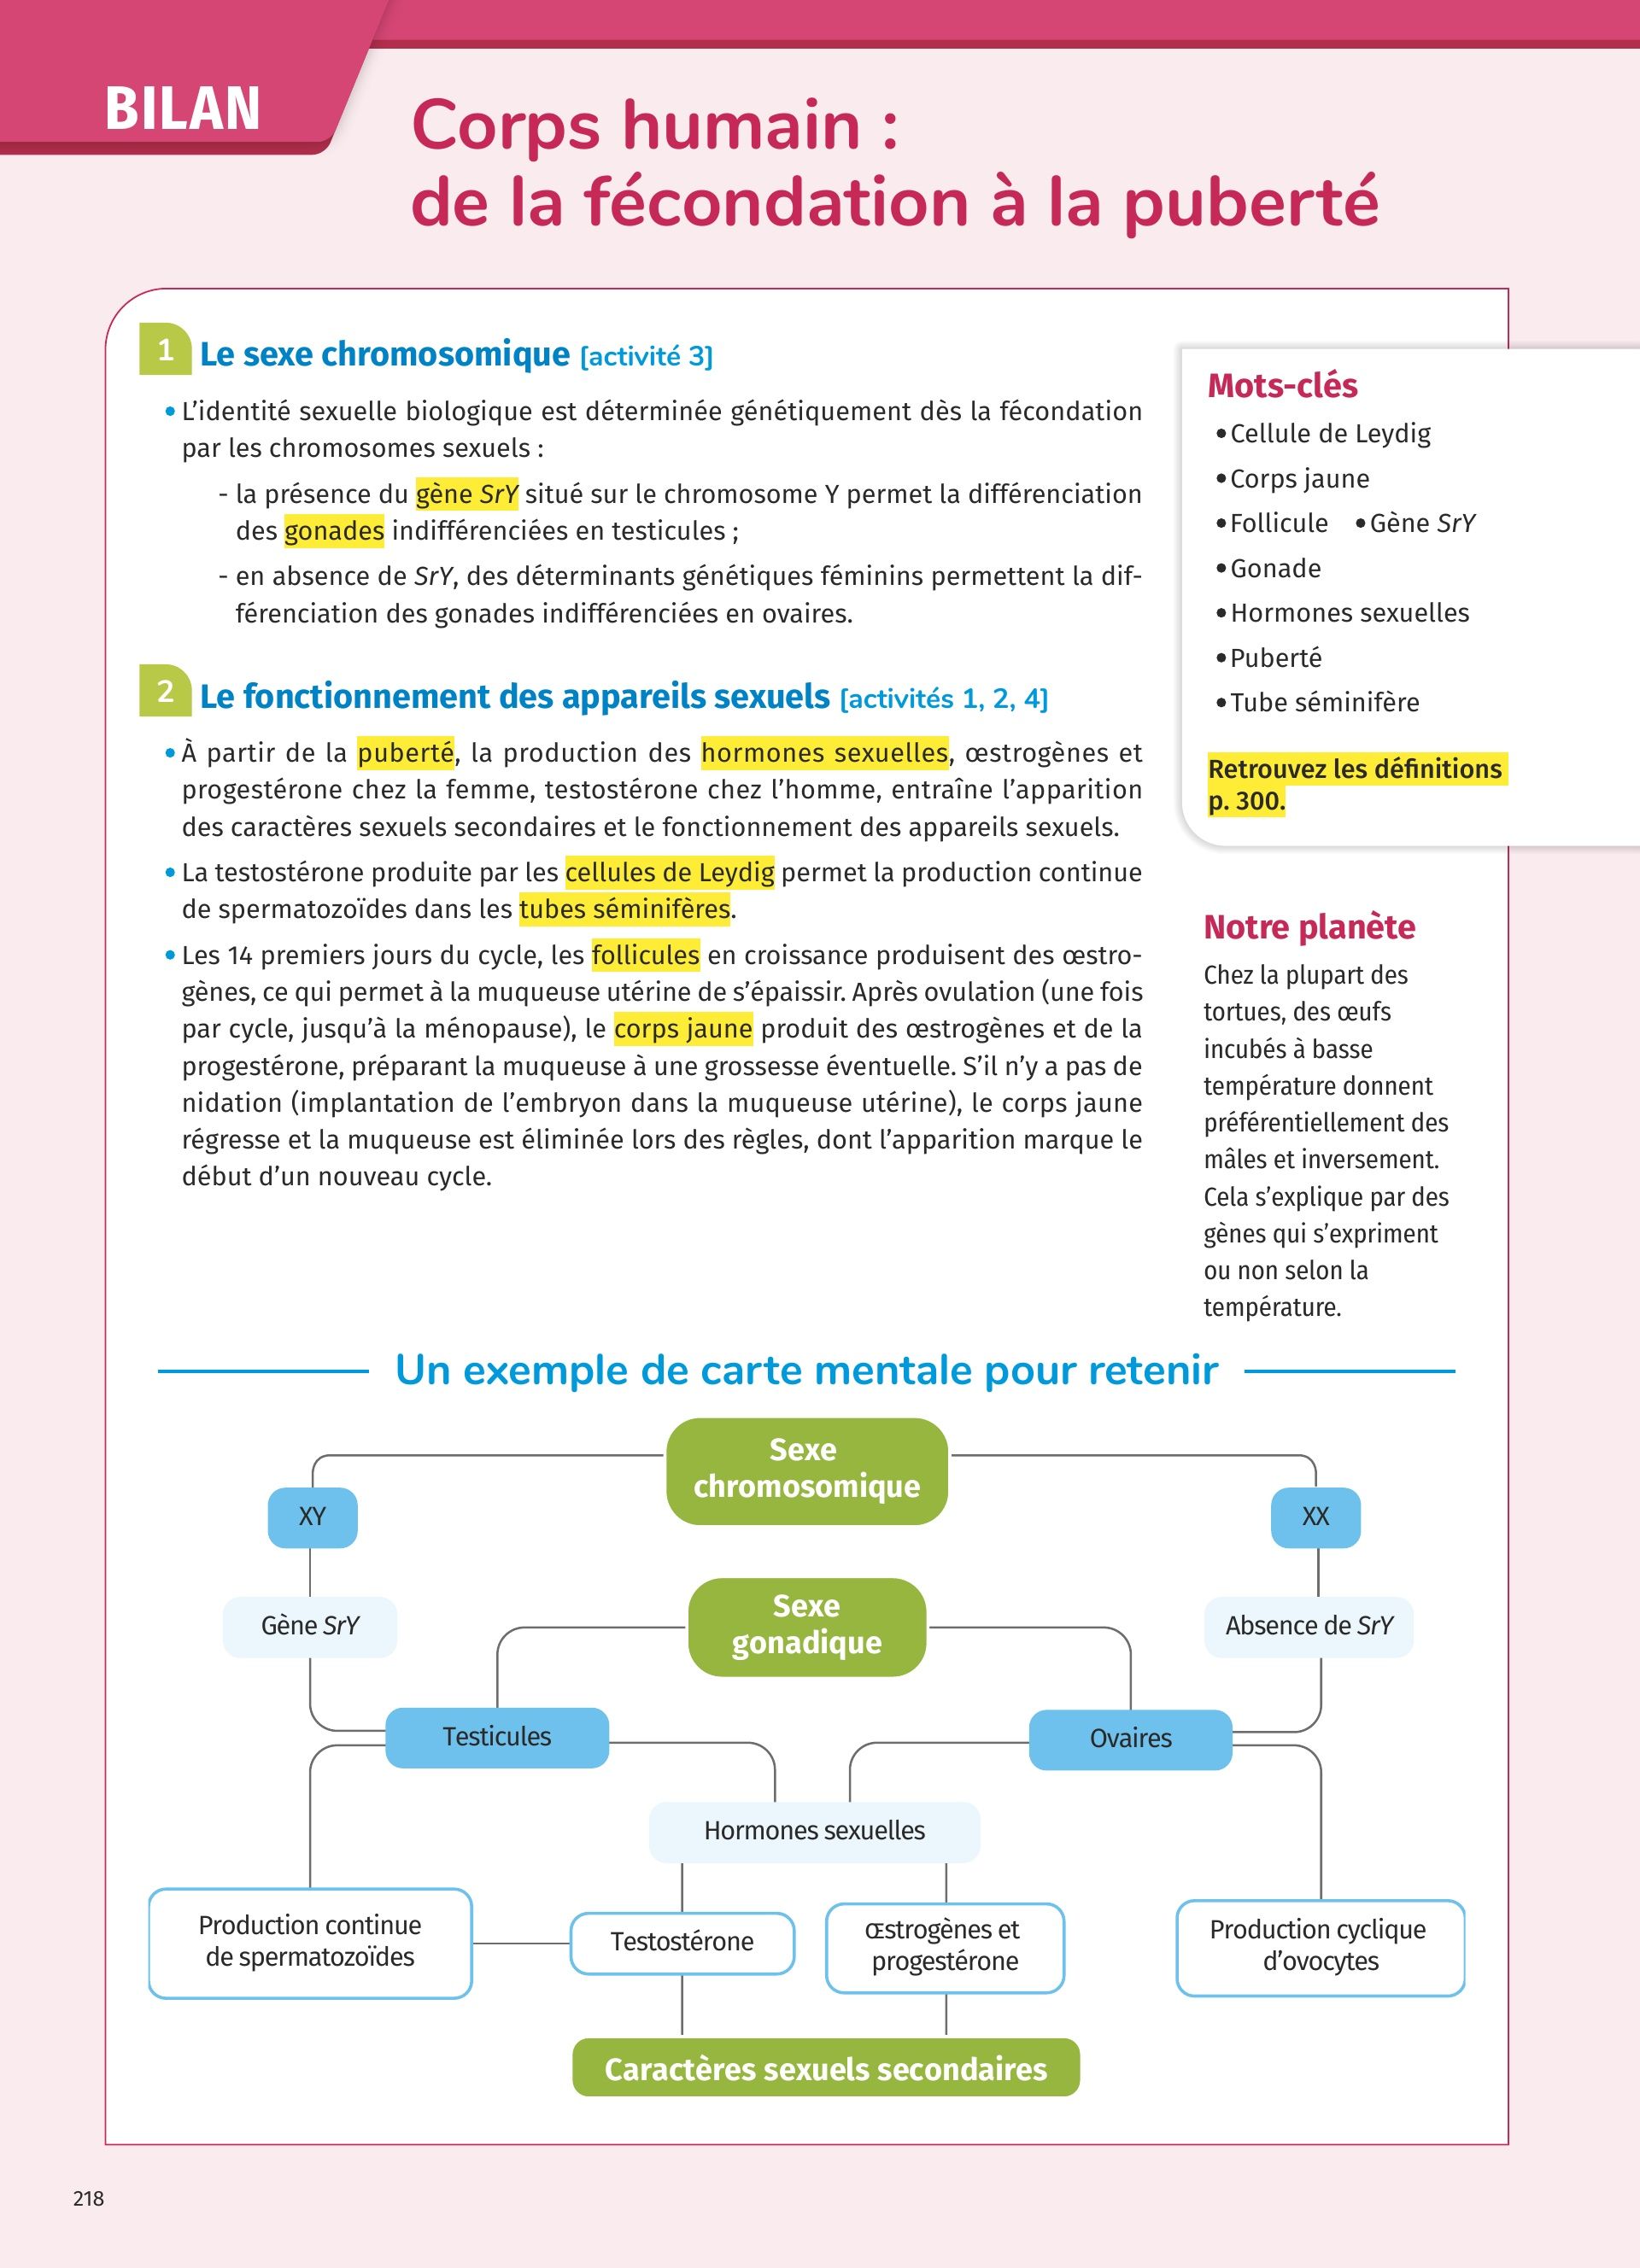 BILAN
Corps humain :
de la fécondation à la puberté
1 Le sexe chromosomique [activité 3]
• L’identité sexuelle biologique est déterminée génétiquement dès la fécondation
par les chromosomes sexuels :
- la présence du gène SrY situé sur le chromosome Y permet la différenciation
des gonades indifférenciées en testicules ;
- en absence de SrY, des déterminants génétiques féminins permettent la dif-
férenciation des gonades indifférenciées en ovaires.
2 Le fonctionnement des appareils sexuels [activités 1, 2, 4]
• À partir de la puberté, la production des hormones sexuelles, œstrogènes et
progestérone chez la femme, testostérone chez l’homme, entraîne l’apparition
des caractères sexuels secondaires et le fonctionnement des appareils sexuels.
• La testostérone produite par les cellules de Leydig permet la production continue
de spermatozoïdes dans les tubes séminifères.
• Les 14 premiers jours du cycle, les follicules en croissance produisent des œstro-
gènes, ce qui permet à la muqueuse utérine de s’épaissir. Après ovulation (une fois
par cycle, jusqu’à la ménopause), le corps jaune produit des œstrogènes et de la
progestérone, préparant la muqueuse à une grossesse éventuelle. S’il n’y a pas de
nidation (implantation de l’embryon dans la muqueuse utérine), le corps jaune
régresse et la muqueuse est éliminée lors des règles, dont l’apparition marque le
début d’un nouveau cycle.
Mots-clés
• Cellule de Leydig
• Corps jaune
• Follicule • Gène SrY
• Gonade
• Hormones sexuelles
• Puberté
• Tube séminifère
Retrouvez les définitions
p. 300.
Notre planète
Chez la plupart des
tortues, des œufs
incubés à basse
température donnent
préférentiellement des
mâles et inversement.
Cela s’explique par des
gènes qui s’expriment
ou non selon la
température.
Un exemple de carte mentale pour retenir
Sexe
chromosomique
XY
XX
Gène SrY
Sexe
gonadique
Absence de SrY
Testicules
Ovaires
Hormones sexuelles
Production continue
de spermatozoïdes
Testostérone
Œstrogènes et
progestérone
Production cyclique
d’ovocytes
Caractères sexuels secondaires
218